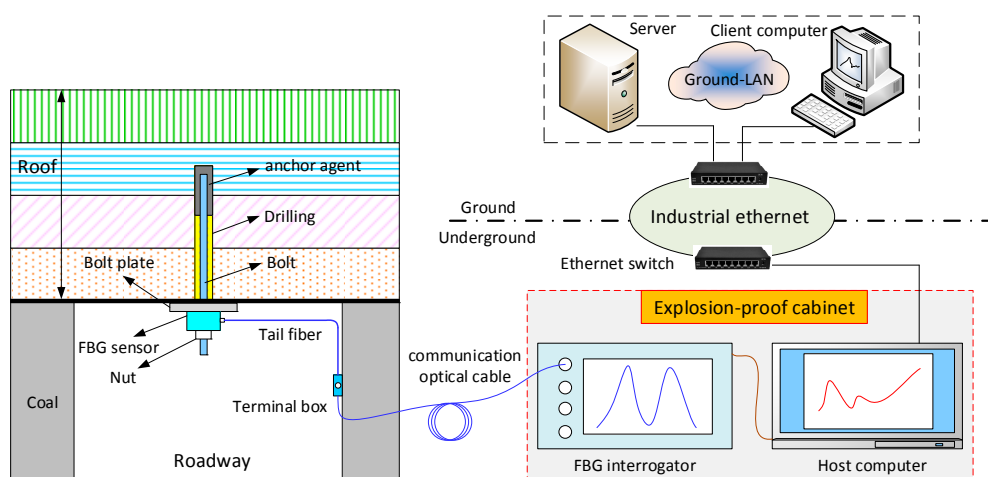 Server
Client computer
Ground-LAN
Roof
anchor agent
Drilling
Ground
Industrial ethernet
Underground
Bolt plate
Bolt
Ethernet switch
Explosion-proof cabinet
FBG sensor
Tail fiber
Nut
communication
optical cable
Coal
Terminal box
Roadway
FBG interrogator
Host computer